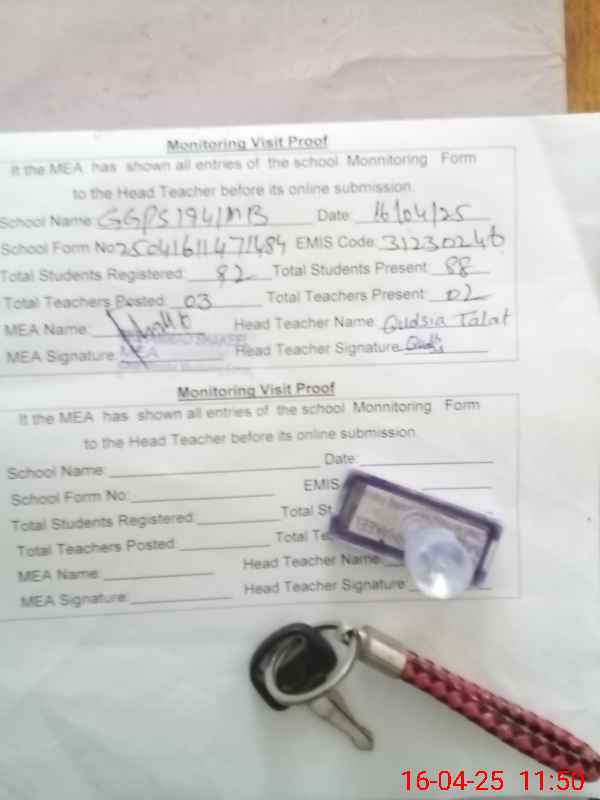 Monitoring Visit Proof
It the MEA has shown all entries of the school Monnitoring Form
to the Head Teacher before its online submission.
School Name: GGPS 194/MB Date: 16/04/25
School Form No: EMIS Code: 31230246
Total Students Registered: 92 Total Students Present: 88
Total Teachers Posted: 03 Total Teachers Present: 02
MEA Name: Head Teacher Name: Qudsia Talat
MEA Signature: MEA Head Teacher Signature:
Monitoring Visit Proof
It the MEA has shown all entries of the school Monnitoring Form
to the Head Teacher before its online submission.
School Name: Date:
School Form No: EMIS
Total Students Registered: Total St
Total Teachers Posted: Total Te
MEA Name: Head Teacher Name:
MEA Signature: Head Teacher Signature:
16-04-25 11:50